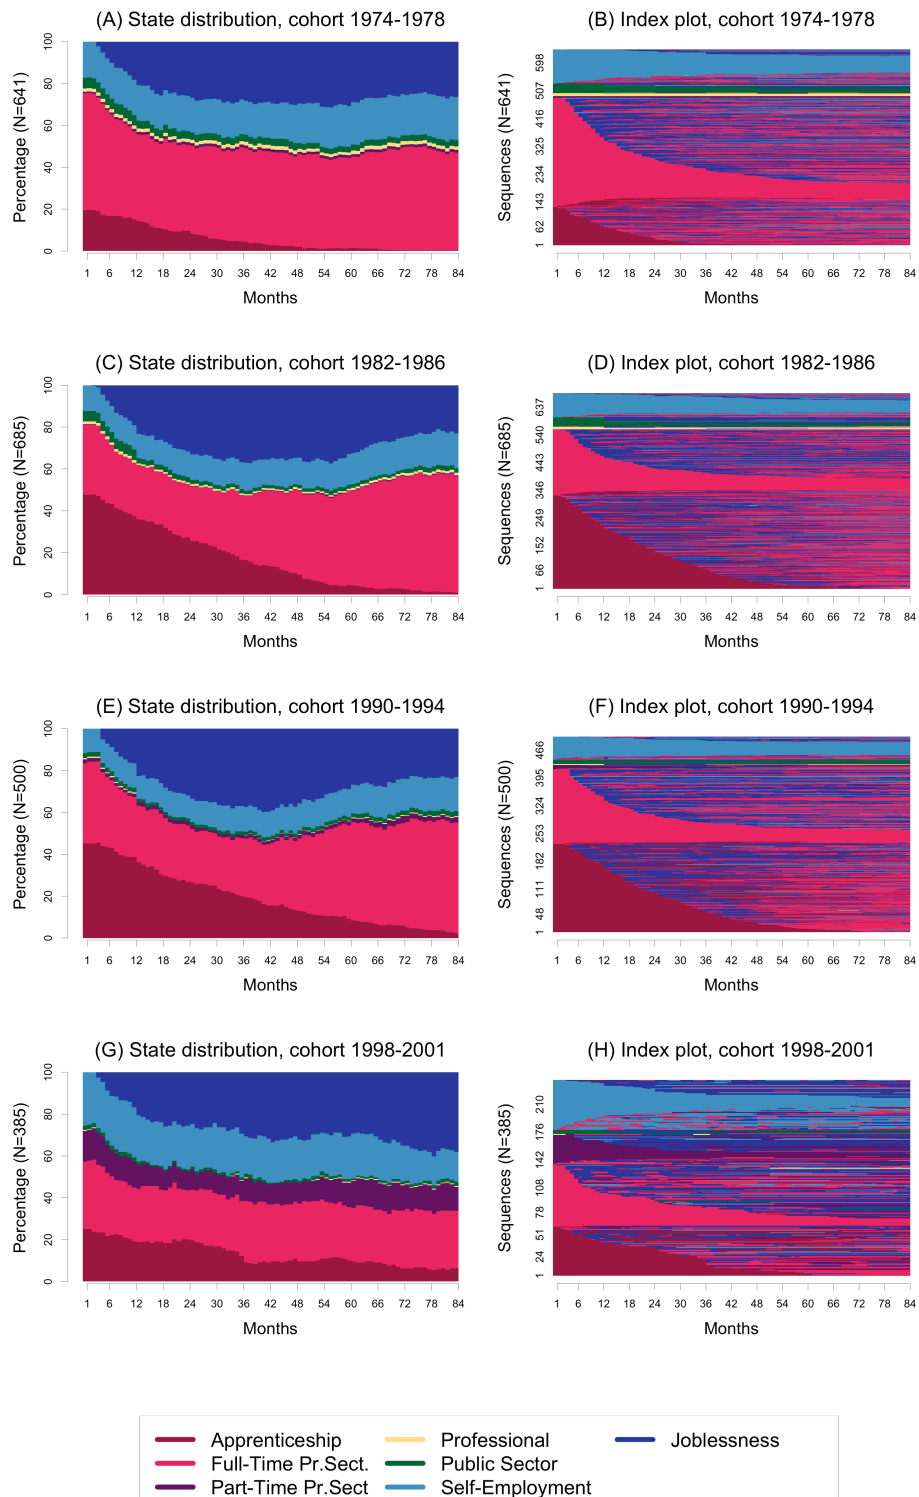 (A) State distribution, cohort 1974-1978
Percentage (N=641)
0 20 40 60 80 100
1 6 12 18 24 30 36 42 48 54 60 66 72 78 84
Months
(B) Index plot, cohort 1974-1978
Sequences (N=641)
1 62 143 234 325 416 507 598
1 6 12 18 24 30 36 42 48 54 60 66 72 78 84
Months
(C) State distribution, cohort 1982-1986
Percentage (N=685)
0 20 40 60 80 100
1 6 12 18 24 30 36 42 48 54 60 66 72 78 84
Months
(D) Index plot, cohort 1982-1986
Sequences (N=685)
1 66 152 249 346 443 540 637
1 6 12 18 24 30 36 42 48 54 60 66 72 78 84
Months
(E) State distribution, cohort 1990-1994
Percentage (N=500)
0 20 40 60 80 100
1 6 12 18 24 30 36 42 48 54 60 66 72 78 84
Months
(F) Index plot, cohort 1990-1994
Sequences (N=500)
1 48 111 182 253 324 395 466
1 6 12 18 24 30 36 42 48 54 60 66 72 78 84
Months
(G) State distribution, cohort 1998-2001
Percentage (N=385)
0 20 40 60 80 100
1 6 12 18 24 30 36 42 48 54 60 66 72 78 84
Months
(H) Index plot, cohort 1998-2001
Sequences (N=385)
1 24 51 78 108 142 176 210
1 6 12 18 24 30 36 42 48 54 60 66 72 78 84
Months
Apprenticeship
Full-Time Pr.Sect.
Part-Time Pr.Sect
Professional
Public Sector
Self-Employment
Joblessness